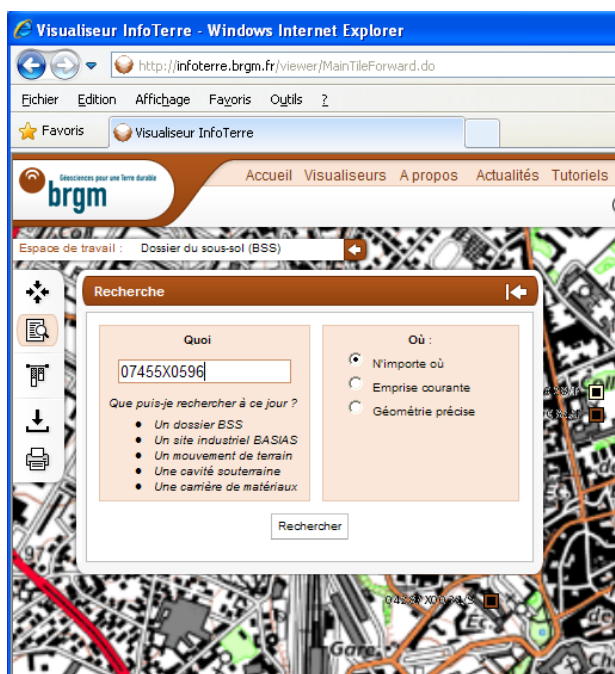 Visualiseur InfoTerre - Windows Internet Explorer
http://infoterre.brgm.fr/viewer/MainTileForward.do
Fichier Edition Affichage Favoris Outils ?
Favoris Visualiseur InfoTerre
Géosciences pour une Terre durable
brgm
Accueil Visualiseurs A propos Actualités Tutoriels
Espace de travail : Dossier du sous-sol (BSS)
Recherche
Quoi
07455X0596
Que puis-je rechercher à ce jour ?
Un dossier BSS
Un site industriel BASIAS
Un mouvement de terrain
Une cavité souterraine
Une carrière de matériaux
Où :
N'importe où
Emprise courante
Géométrie précise
Rechercher
Gare
Ec.